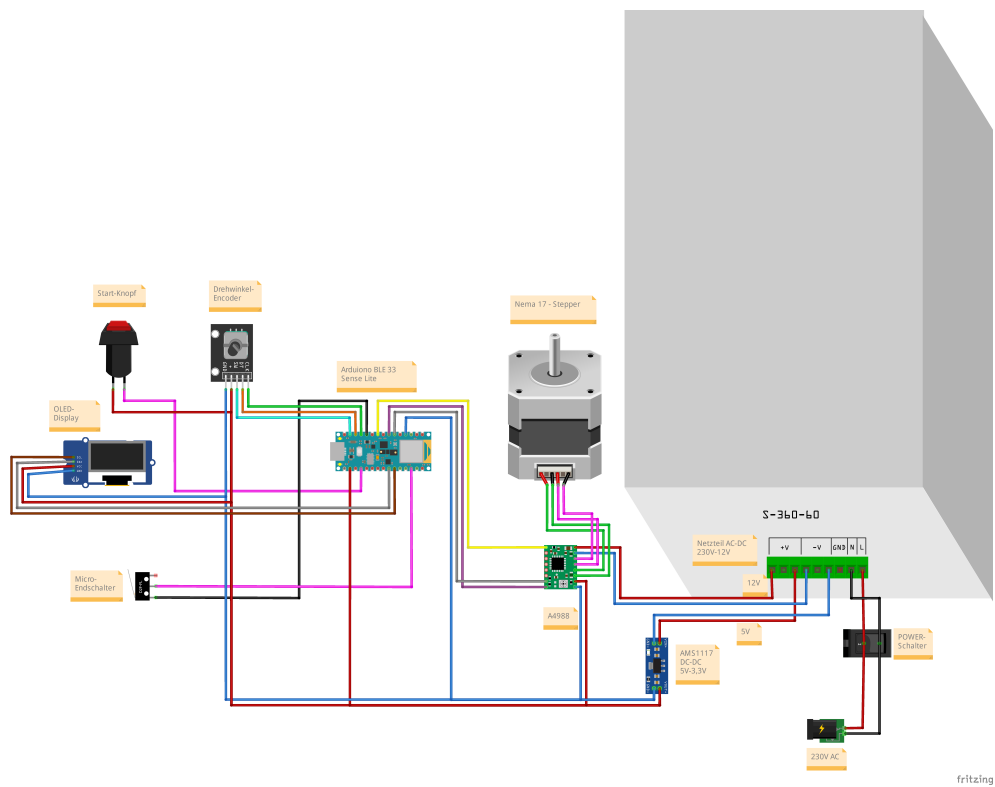 Start-Knopf
Drehwinkel-
Encoder
Nema 17 - Stepper
Arduiono BLE 33
Sense Lite
OLED-
Display
S-360-60
Netzteil AC-DC
230V-12V
+V
-V
GND
N
L
12V
Micro-
Endschalter
A4988
5V
POWER-
Schalter
AMS1117
DC-DC
5V-3,3V
230V AC
fritzing